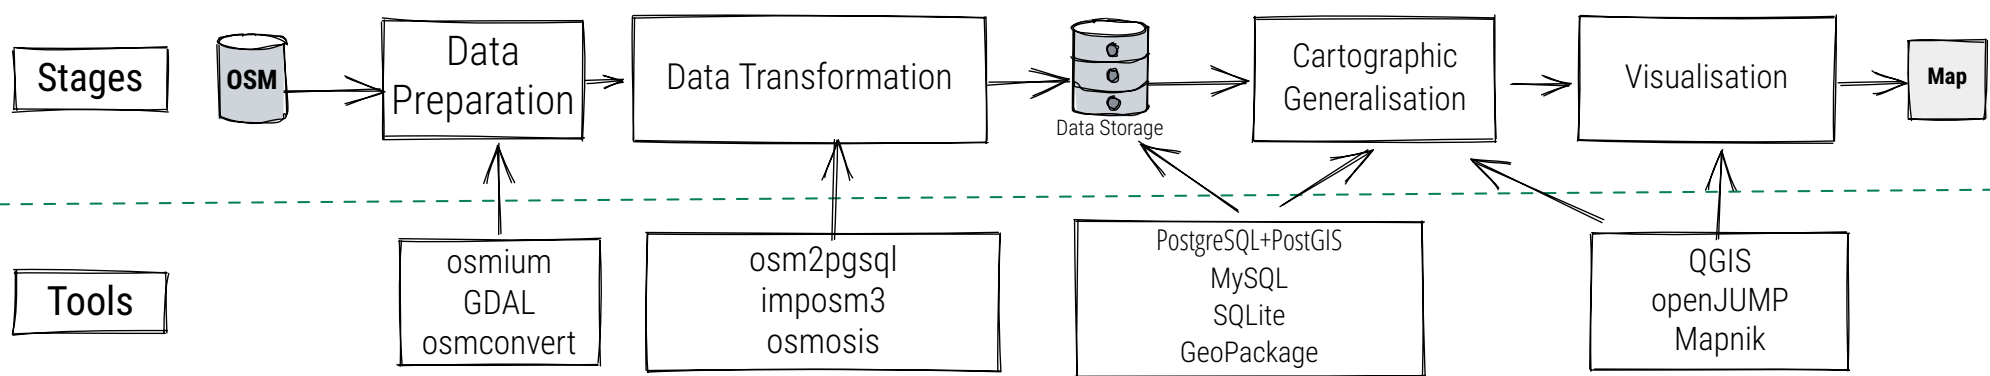 Stages
OSM
Data
Preparation
Data Transformation
Data Storage
Cartographic
Generalisation
Visualisation
Map
Tools
osmium
GDAL
osmconvert
osm2pgsql
imposm3
osmosis
PostgreSQL+PostGIS
MySQL
SQLite
GeoPackage
QGIS
openJUMP
Mapnik